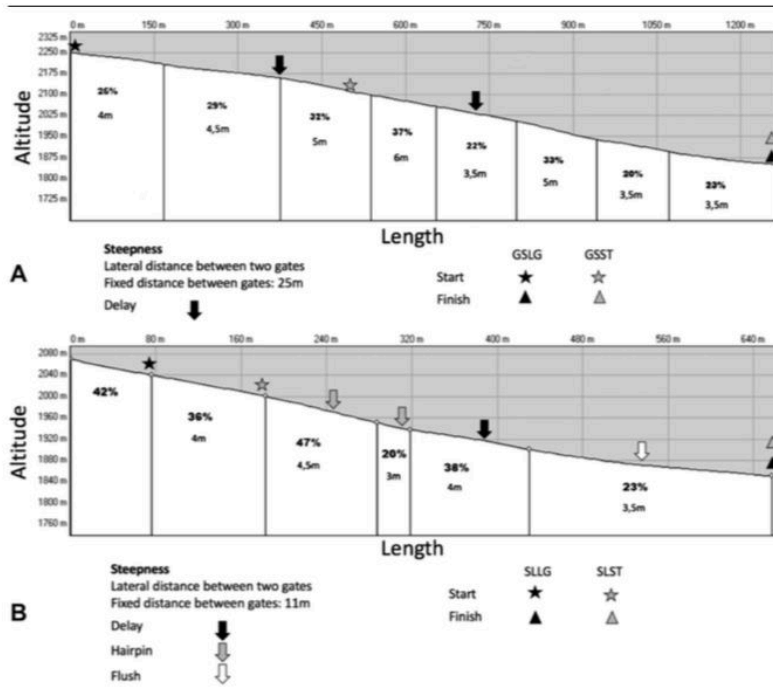 0 m 150 m 300 m 450 m 600 m 750 m 900 m 1050 m 1200 m
2325 m
2250 m
2175 m
2100 m
2025 m
1950 m
1875 m
1800 m
1725 m
Altitude
26% 29% 32% 37% 22% 33% 20% 23%
4m 4,5m 5m 6m 3,5m 5m 3,5m 3,5m
Length
A
Steepness
Lateral distance between two gates
Fixed distance between gates: 25m
Delay
GSLG GSST
Start
Finish
0 m 80 m 160 m 240 m 320 m 400 m 480 m 560 m 640 m
2080 m
2040 m
2000 m
1960 m
1920 m
1880 m
1840 m
1800 m
1760 m
Altitude
42% 36% 47% 20% 38% 23%
4m 4,5m 3m 4m 3,5m
Length
B
Steepness
Lateral distance between two gates
Fixed distance between gates: 11m
Delay
Hairpin
Flush
SLLG SLST
Start
Finish